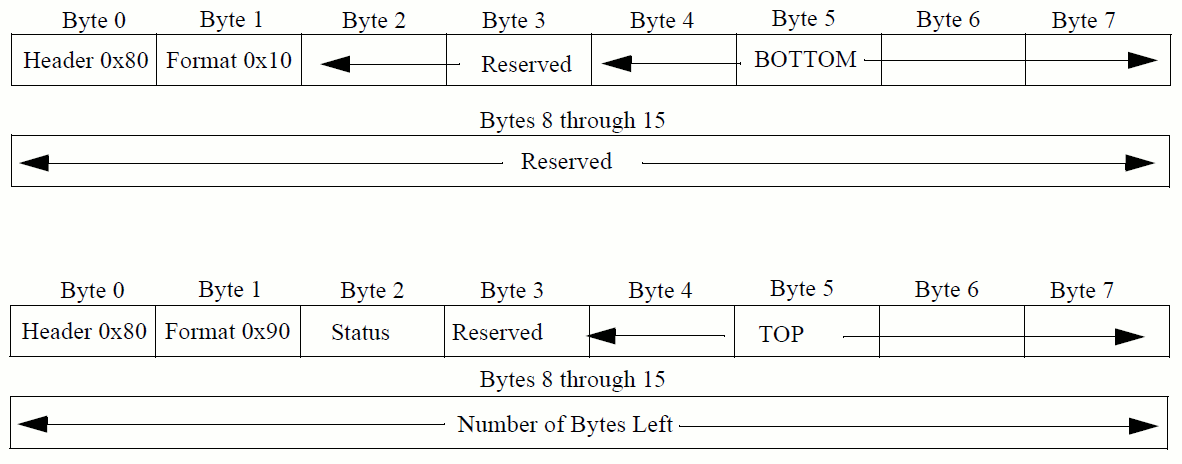 Byte 0 Byte 1 Byte 2 Byte 3 Byte 4 Byte 5 Byte 6 Byte 7
Header 0x80 Format 0x10 Reserved BOTTOM
Bytes 8 through 15
Reserved
Byte 0 Byte 1 Byte 2 Byte 3 Byte 4 Byte 5 Byte 6 Byte 7
Header 0x80 Format 0x90 Status Reserved TOP
Bytes 8 through 15
Number of Bytes Left